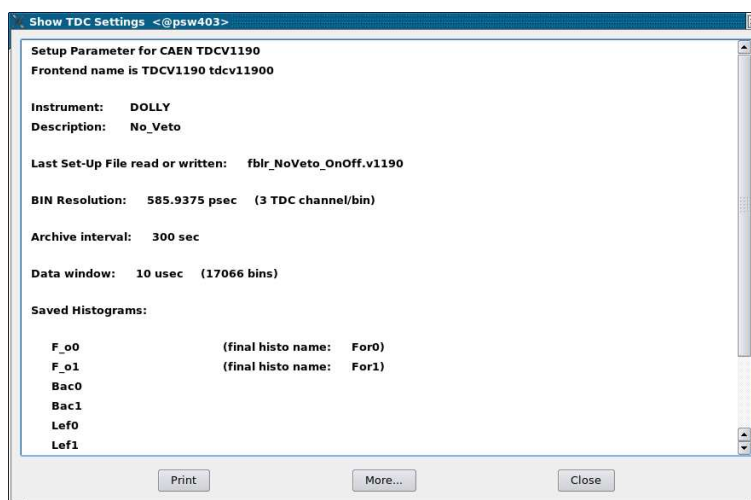 Show TDC Settings <@psw403>
Setup Parameter for CAEN TDCV1190
Frontend name is TDCV1190 tdcv11900
Instrument: DOLLY
Description: No_Veto
Last Set-Up File read or written: fblr_NoVeto_OnOff.v1190
BIN Resolution: 585.9375 psec (3 TDC channel/bin)
Archive interval: 300 sec
Data window: 10 usec (17066 bins)
Saved Histograms:
F_o0 (final histo name: For0)
F_o1 (final histo name: For1)
Bac0
Bac1
Lef0
Lef1
Print More... Close